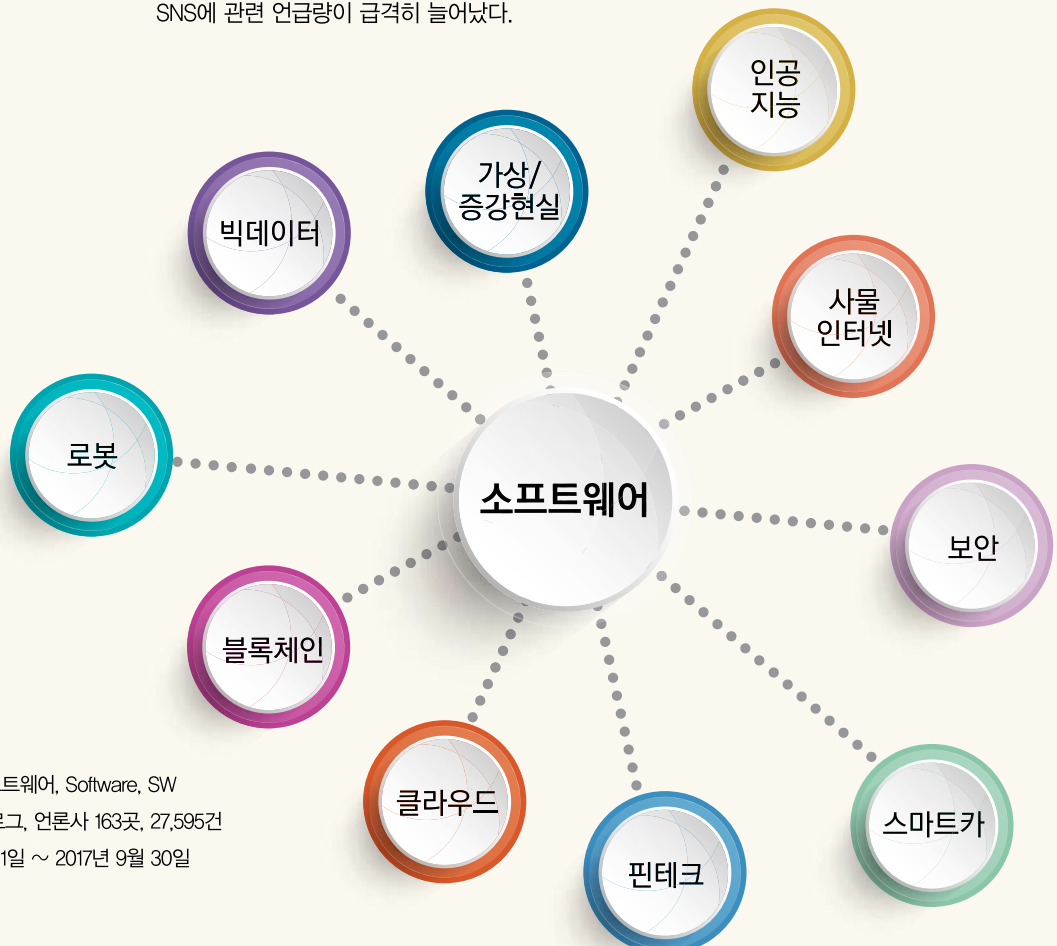 SNS에 관련 언급량이 급격히 늘어났다.
인공
지능
가상/
증강현실
빅데이터
사물
인터넷
로봇
소프트웨어
보안
블록체인
클라우드
스마트카
핀테크
트웨어, Software, SW
그, 언론사 163곳, 27,595건
1일 ~ 2017년 9월 30일